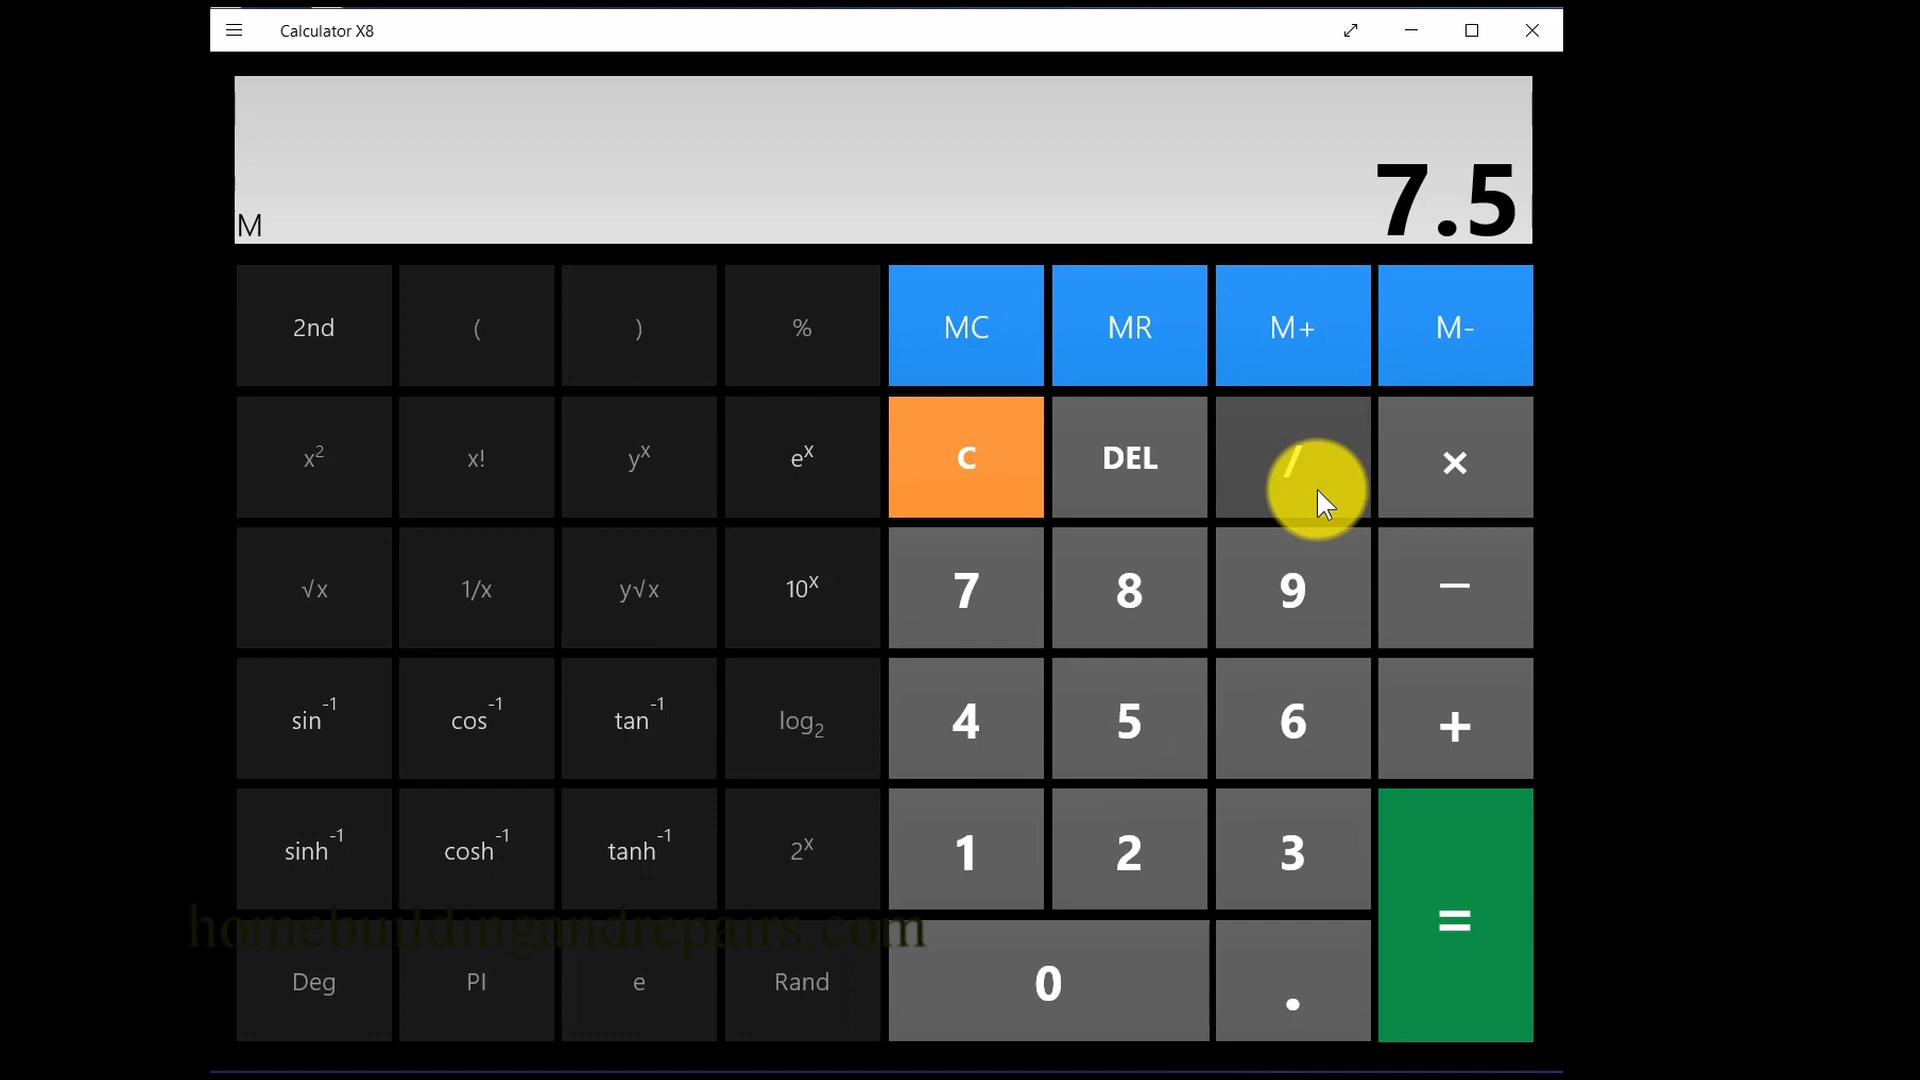 Calculator X8
7.5
M
2nd ( ) % MC MR M+ M-
x² x! yˣ eˣ C DEL / ×
√x 1/x y√x 10ˣ 7 8 9 −
sin⁻¹ cos⁻¹ tan⁻¹ log₂ 4 5 6 +
sinh⁻¹ cosh⁻¹ tanh⁻¹ 2ˣ 1 2 3 =
homebuildingandrepairs.com
Deg PI e Rand 0 .